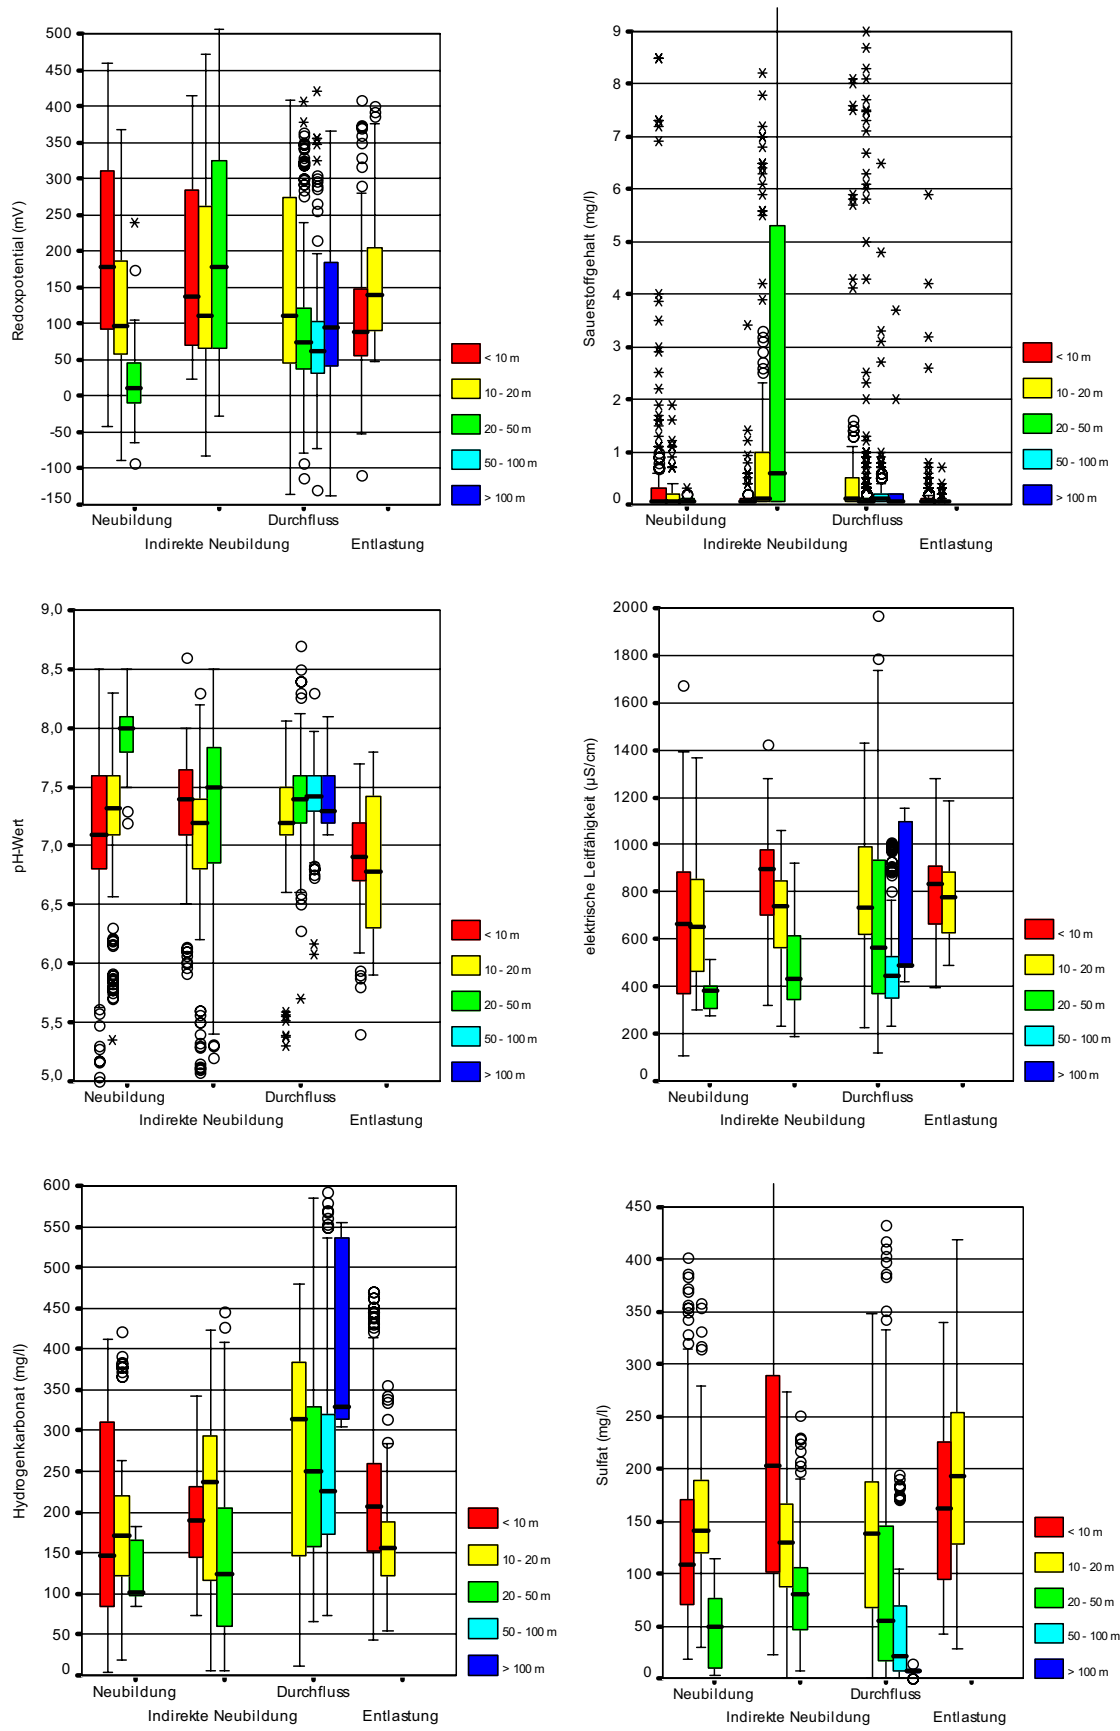 Redoxpotential (mV)
500
450
400
350
300
250
200
150
100
50
0
-50
-100
-150
Neubildung
Durchfluss
Indirekte Neubildung
Entlastung
< 10 m
10 - 20 m
20 - 50 m
50 - 100 m
> 100 m
Sauerstoffgehalt (mg/l)
9
8
7
6
5
4
3
2
1
0
Neubildung
Durchfluss
Indirekte Neubildung
Entlastung
< 10 m
10 - 20 m
20 - 50 m
50 - 100 m
> 100 m
pH-Wert
9,0
8,5
8,0
7,5
7,0
6,5
6,0
5,5
5,0
Neubildung
Durchfluss
Indirekte Neubildung
Entlastung
< 10 m
10 - 20 m
20 - 50 m
50 - 100 m
> 100 m
elektrische Leitfähigkeit (µS/cm)
2000
1800
1600
1400
1200
1000
800
600
400
200
0
Neubildung
Durchfluss
Indirekte Neubildung
Entlastung
< 10 m
10 - 20 m
20 - 50 m
50 - 100 m
> 100 m
Hydrogenkarbonat (mg/l)
600
550
500
450
400
350
300
250
200
150
100
50
0
Neubildung
Durchfluss
Indirekte Neubildung
Entlastung
< 10 m
10 - 20 m
20 - 50 m
50 - 100 m
> 100 m
Sulfat (mg/l)
450
400
350
300
250
200
150
100
50
0
Neubildung
Durchfluss
Indirekte Neubildung
Entlastung
< 10 m
10 - 20 m
20 - 50 m
50 - 100 m
> 100 m